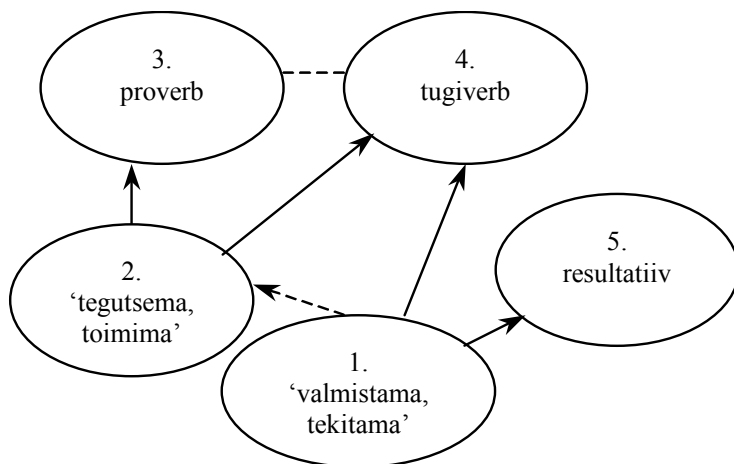 3.
proverb
4.
tugiverb
5.
resultatiiv
2.
‘tegutsema,
toimima’
1.
‘valmistama,
tekitama’